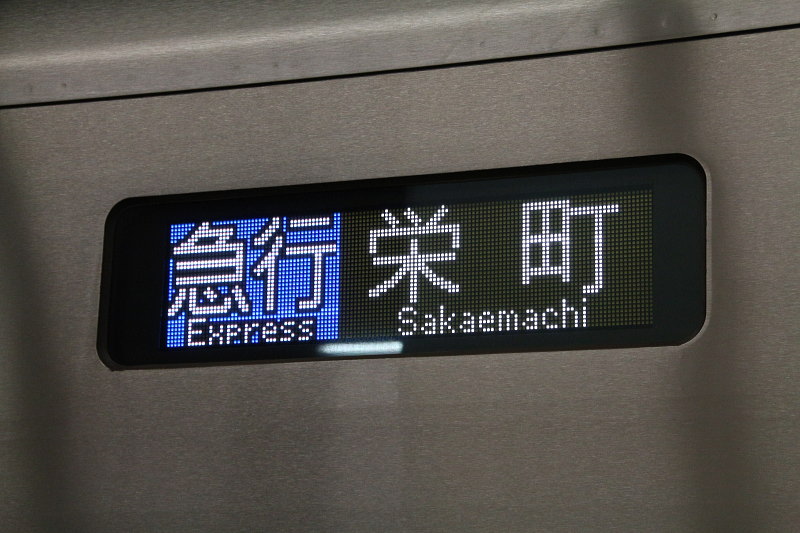 急行 栄町
Express Sakaemachi